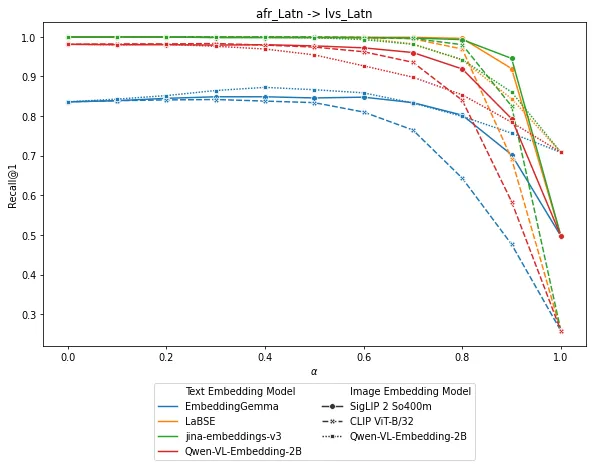 afr_Latn -> lvs_Latn
1.0
0.9
0.8
0.7
0.6
0.5
0.4
0.3
Recall@1
0.0 0.2 0.4 0.6 0.8 1.0
α
Text Embedding Model Image Embedding Model
EmbeddingGemma SigLIP 2 So400m
LaBSE CLIP ViT-B/32
jina-embeddings-v3 Qwen-VL-Embedding-2B
Qwen-VL-Embedding-2B